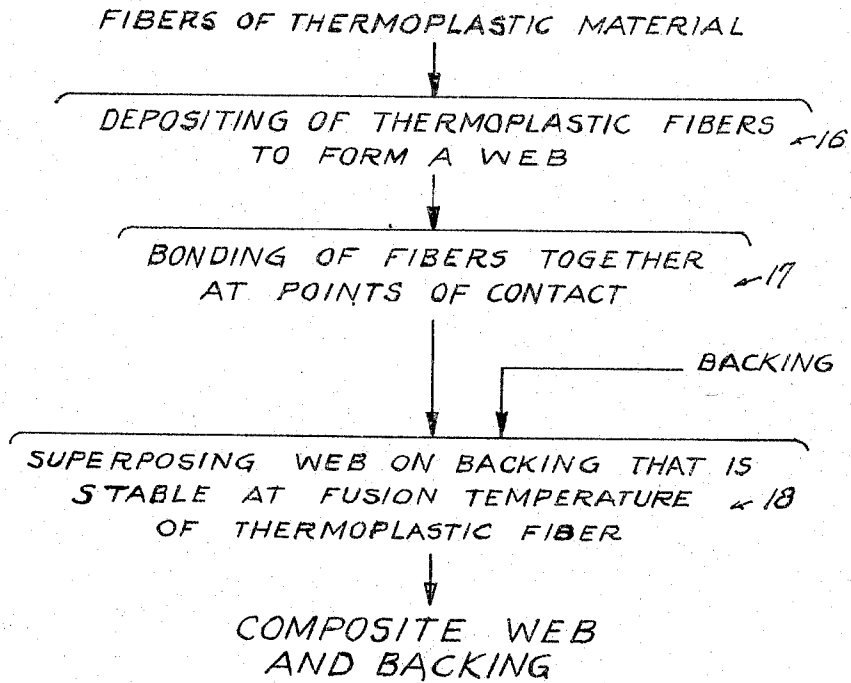 FIBERS OF THERMOPLASTIC MATERIAL
DEPOSITING OF THERMOPLASTIC FIBERS
TO FORM A WEB
16
BONDING OF FIBERS TOGETHER
AT POINTS OF CONTACT
17
BACKING
SUPERPOSING WEB ON BACKING THAT IS
STABLE AT FUSION TEMPERATURE
OF THERMOPLASTIC FIBER
18
COMPOSITE WEB
AND BACKING